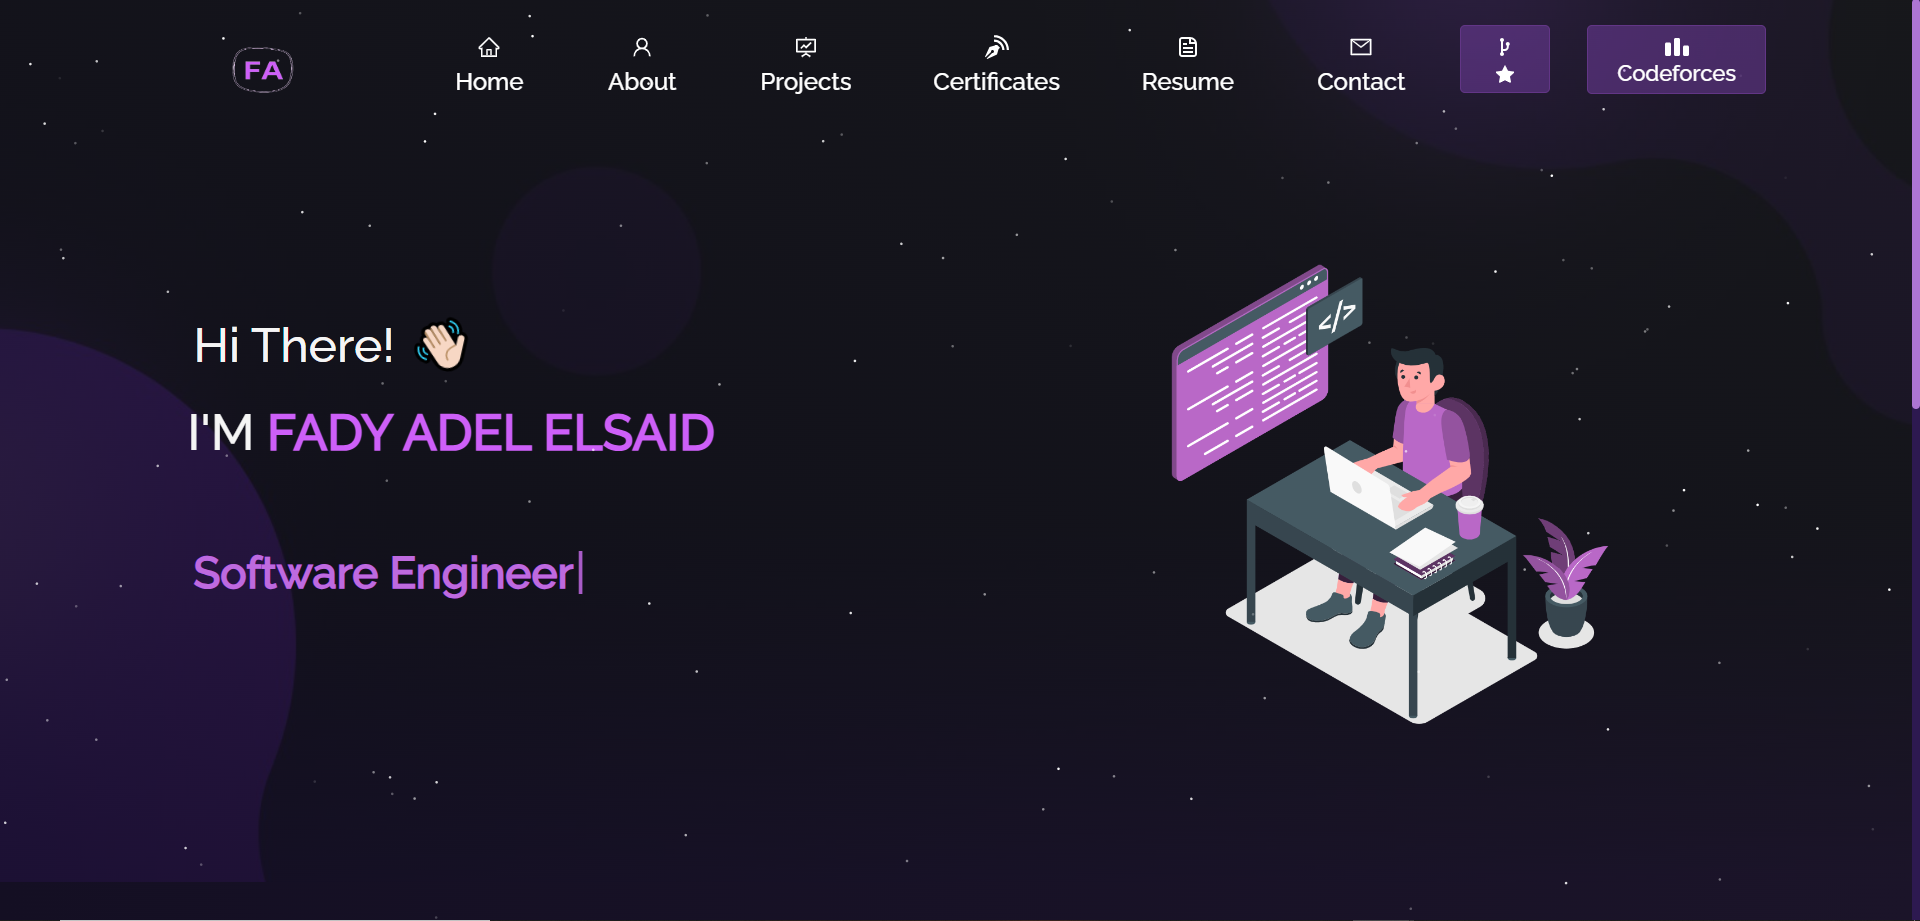 FA
Home
About
Projects
Certificates
Resume
Contact
Codeforces
Hi There! 👋🏻
I'M FADY ADEL ELSAID
</>
Software Engineer|